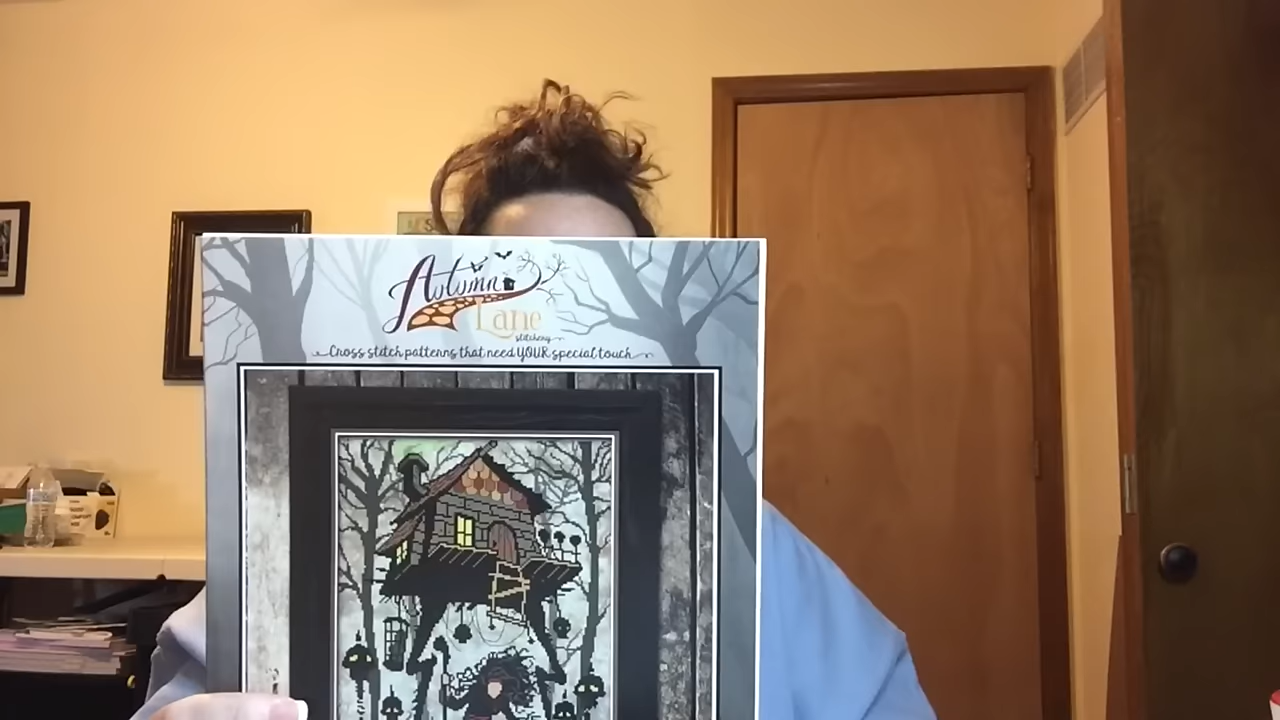 Autumn
Lane
stitchery
Cross stitch patterns that need YOUR special touch